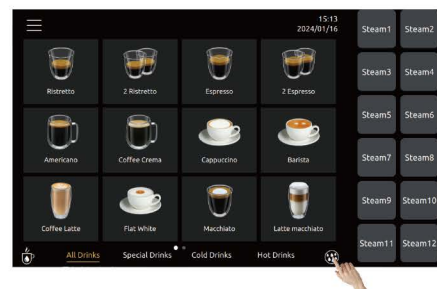 15:13
2024/01/16
Ristretto
2 Ristretto
Espresso
2 Espresso
Americano
Coffee Crema
Cappuccino
Barista
Coffee Latte
Flat White
Macchiato
Latte macchiato
All Drinks
Special Drinks
Cold Drinks
Hot Drinks
Steam1 Steam2
Steam3 Steam4
Steam5 Steam6
Steam7 Steam8
Steam9 Steam10
Steam11 Steam12